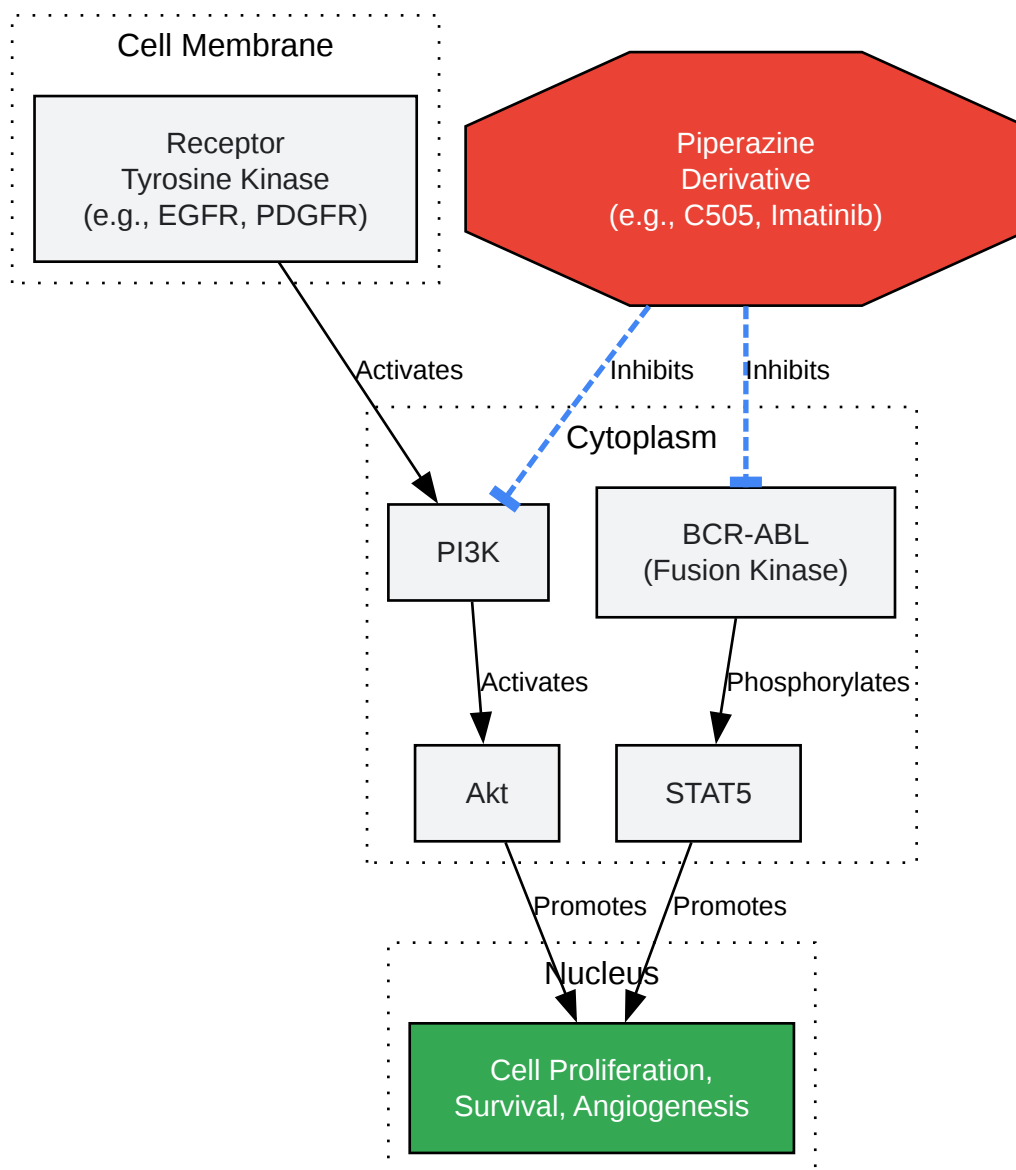 Cell Membrane
Receptor
Tyrosine Kinase
(e.g., EGFR, PDGFR)
Piperazine
Derivative
(e.g., C505, Imatinib)
Activates
Inhibits
Inhibits
Cytoplasm
PI3K
BCR-ABL
(Fusion Kinase)
Activates
Phosphorylates
Akt
STAT5
Promotes
Promotes
Nucleus
Cell Proliferation,
Survival, Angiogenesis